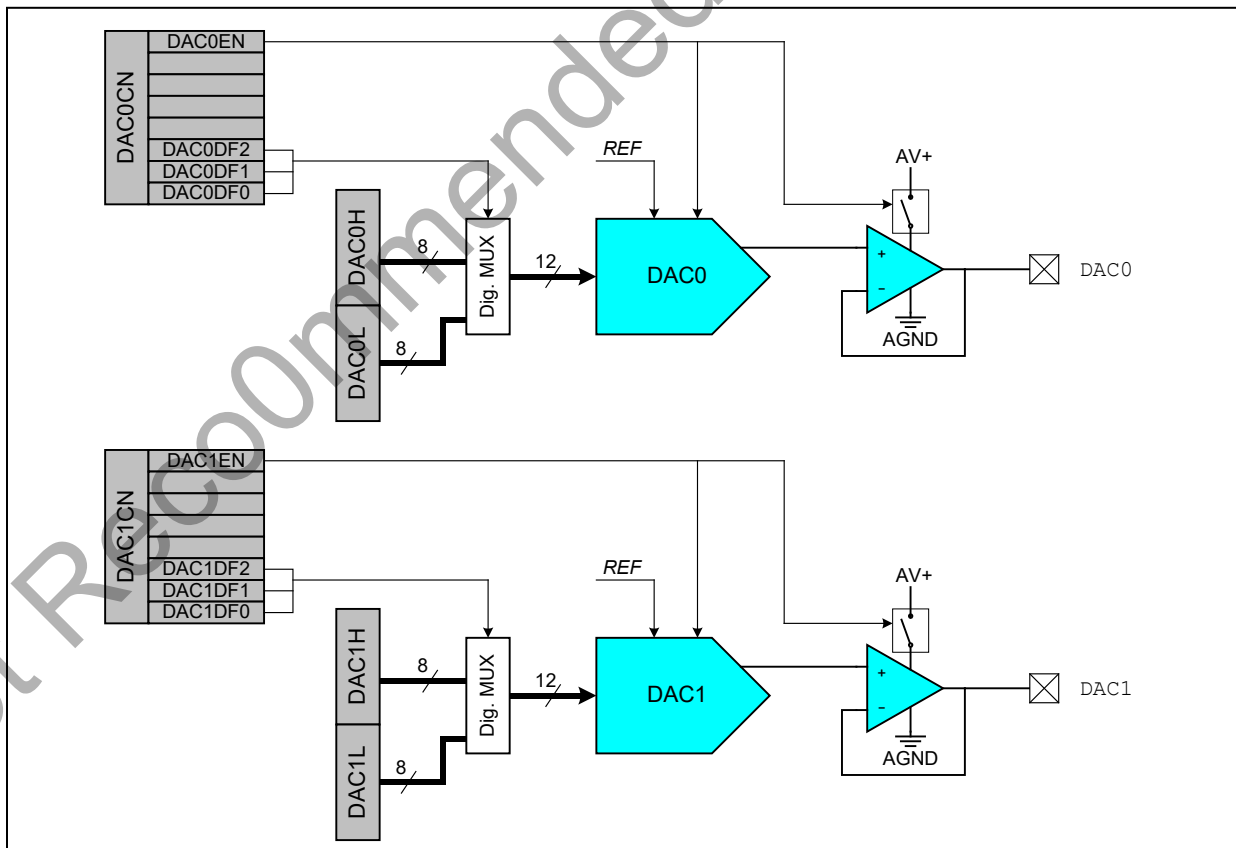 DAC0EN
DAC0CN
DAC0DF2
DAC0DF1
DAC0DF0
REF
AV+
DAC0H
8
Dig. MUX
12
DAC0
+
-
DAC0
DAC0L
8
AGND
DAC1EN
DAC1CN
DAC1DF2
DAC1DF1
DAC1DF0
REF
AV+
DAC1H
8
Dig. MUX
12
DAC1
+
-
DAC1
DAC1L
8
AGND
Reco0mmended